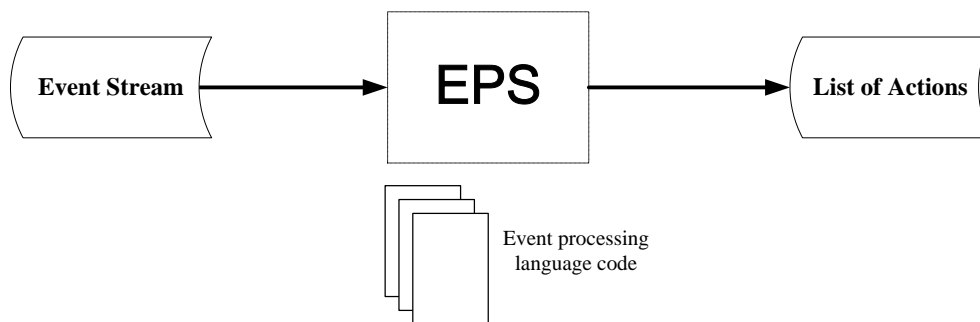 Event Stream
EPS
List of Actions
Event processing
language code